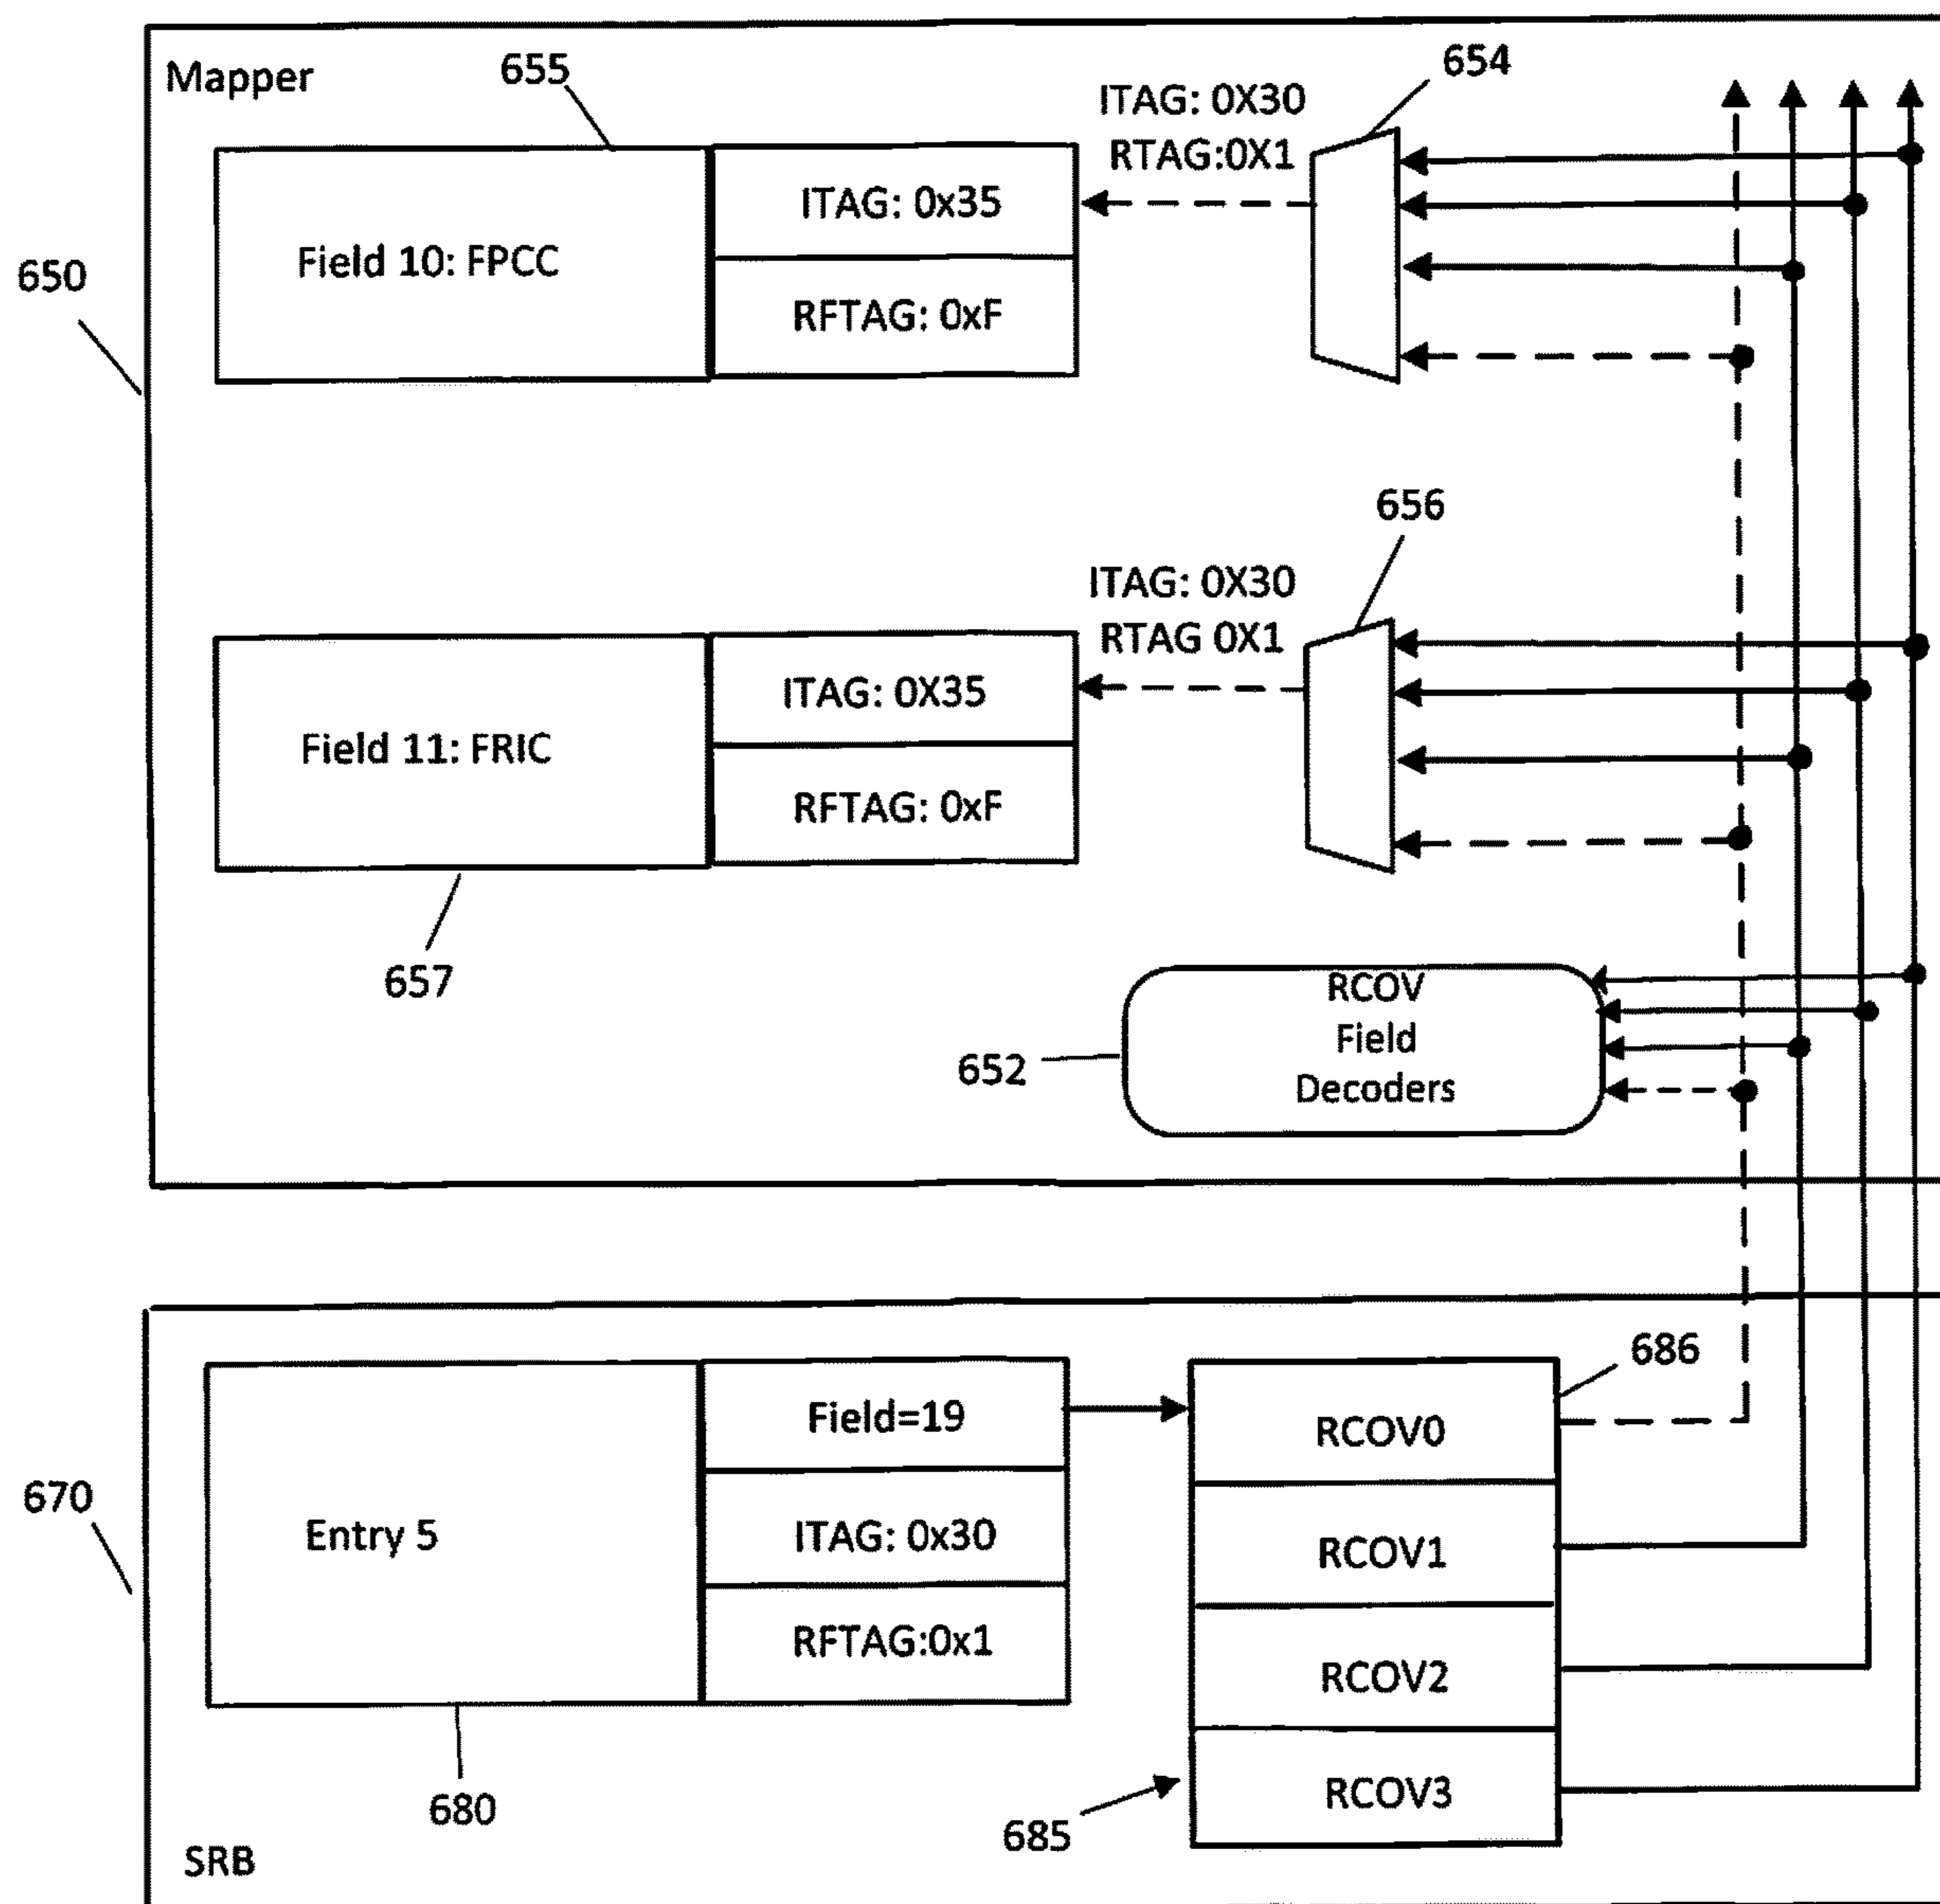 Mapper
655
654
ITAG: 0X30
RTAG:0X1
ITAG: 0x35
Field 10: FPCC
RFTAG: 0xF
650
656
ITAG: 0X30
RTAG 0X1
ITAG: 0X35
Field 11: FRIC
RFTAG: 0xF
657
RCOV
Field
Decoders
652
686
Field=19
RCOV0
670
Entry 5
ITAG: 0x30
RCOV1
RFTAG:0x1
RCOV2
RCOV3
680
685
SRB